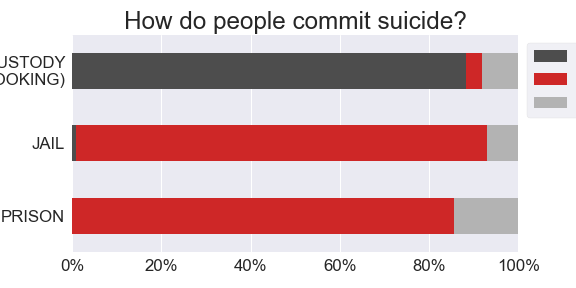 How do people commit suicide?
USTODY
OOKING)
JAIL
PRISON
0%
20%
40%
60%
80%
100%